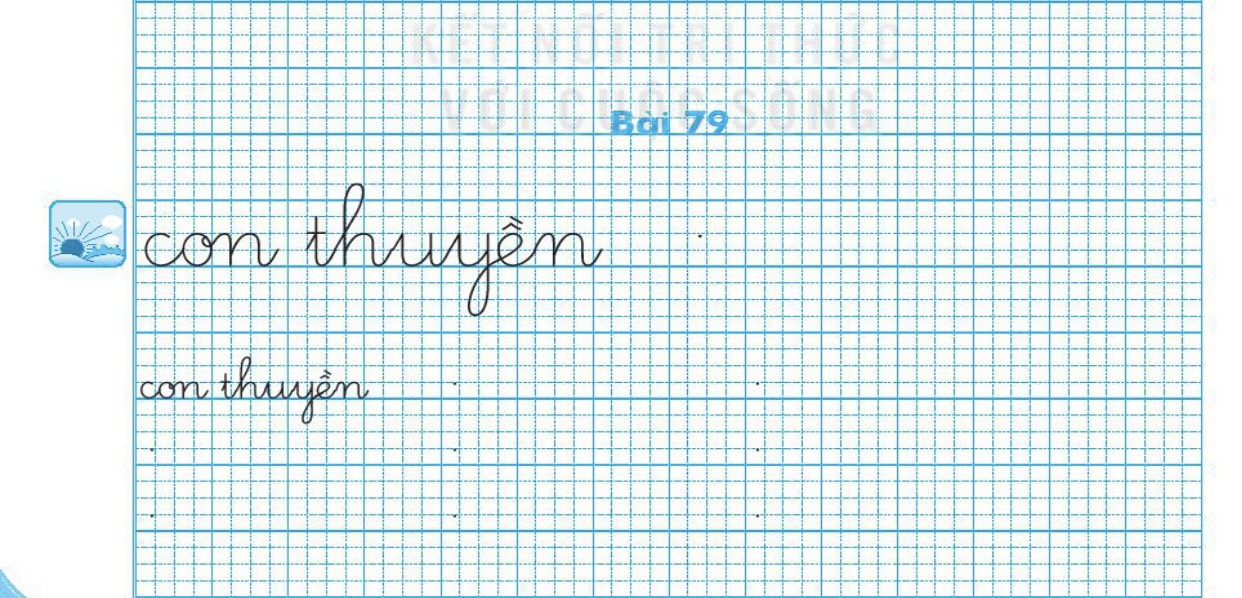 KẾT NỐI TRI THỨC
VỚI CUỘC SỐNG
Bài 79
con thuyền
con thuyền